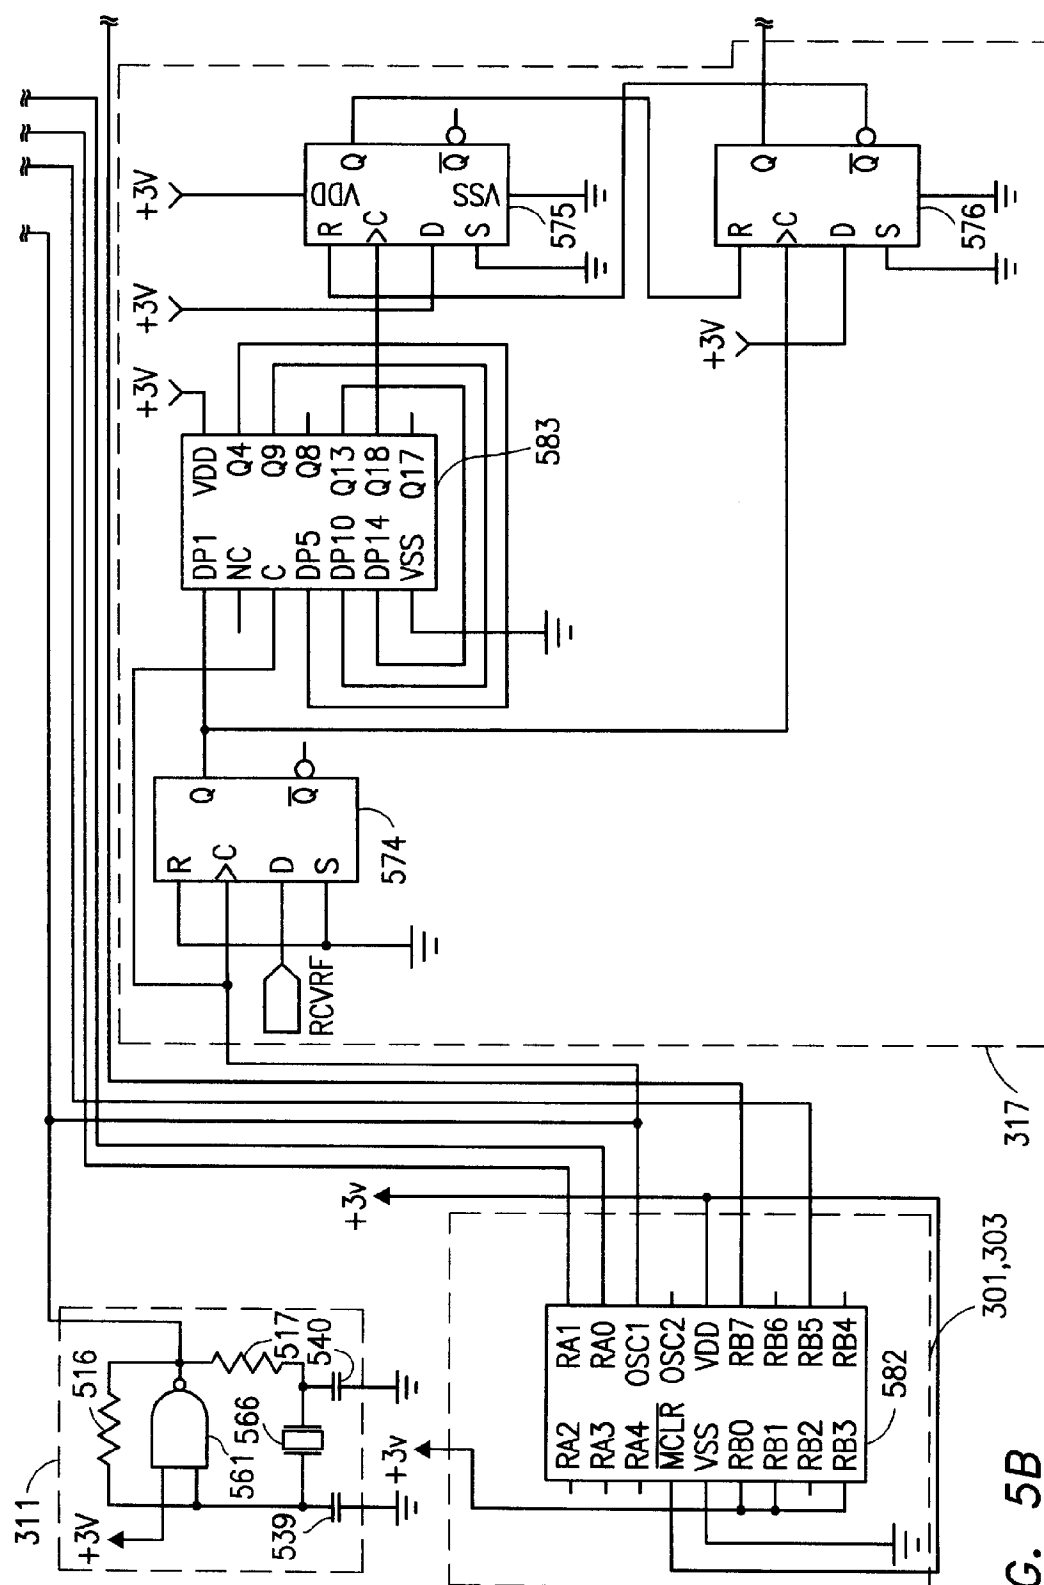 311
516
+3V
561
566
517
540
539
+3v
+3v
RA2
RA3
RA4
MCLR
VSS
RB0
RB1
RB2
RB3
RA1
RA0
OSC1
OSC2
VDD
RB7
RB6
RB5
RB4
582
301,303
317
RCVRF
R
C
D
S
Q
Q
574
+3V
DP1
NC
C
DP5
DP10
DP14
VSS
VDD
Q4
Q9
Q8
Q13
Q18
Q17
583
+3V
+3V
VDD
R
C
D
S
Q
Q
VSS
575
+3V
R
C
D
S
Q
Q
576
G. 5B